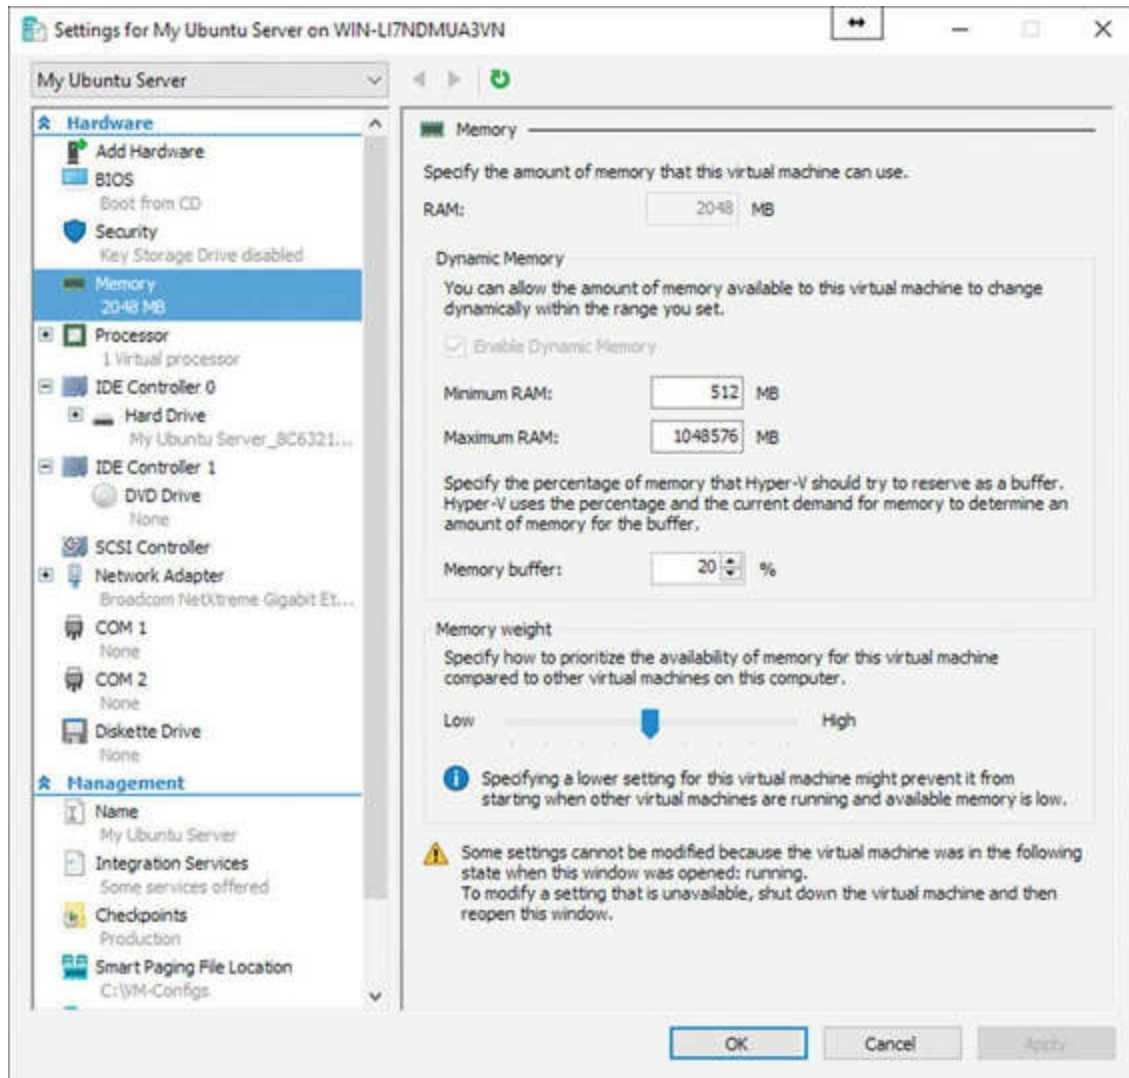 Settings for My Ubuntu Server on WIN-LI7NDMUA3VN
My Ubuntu Server
Hardware
Add Hardware
BIOS
Boot from CD
Security
Key Storage Drive disabled
Memory
2048 MB
Processor
1 Virtual processor
IDE Controller 0
Hard Drive
My Ubuntu Server_8C6321...
IDE Controller 1
DVD Drive
None
SCSI Controller
Network Adapter
Broadcom NetXtreme Gigabit Et...
COM 1
None
COM 2
None
Diskette Drive
None
Management
Name
My Ubuntu Server
Integration Services
Some services offered
Checkpoints
Production
Smart Paging File Location
C:\VM-Configs
Memory
Specify the amount of memory that this virtual machine can use.
RAM: 2048 MB
Dynamic Memory
You can allow the amount of memory available to this virtual machine to change
dynamically within the range you set.
Enable Dynamic Memory
Minimum RAM: 512 MB
Maximum RAM: 1048576 MB
Specify the percentage of memory that Hyper-V should try to reserve as a buffer.
Hyper-V uses the percentage and the current demand for memory to determine an
amount of memory for the buffer.
Memory buffer: 20 %
Memory weight
Specify how to prioritize the availability of memory for this virtual machine
compared to other virtual machines on this computer.
Low High
Specifying a lower setting for this virtual machine might prevent it from
starting when other virtual machines are running and available memory is low.
Some settings cannot be modified because the virtual machine was in the following
state when this window was opened: running.
To modify a setting that is unavailable, shut down the virtual machine and then
reopen this window.
OK Cancel Apply